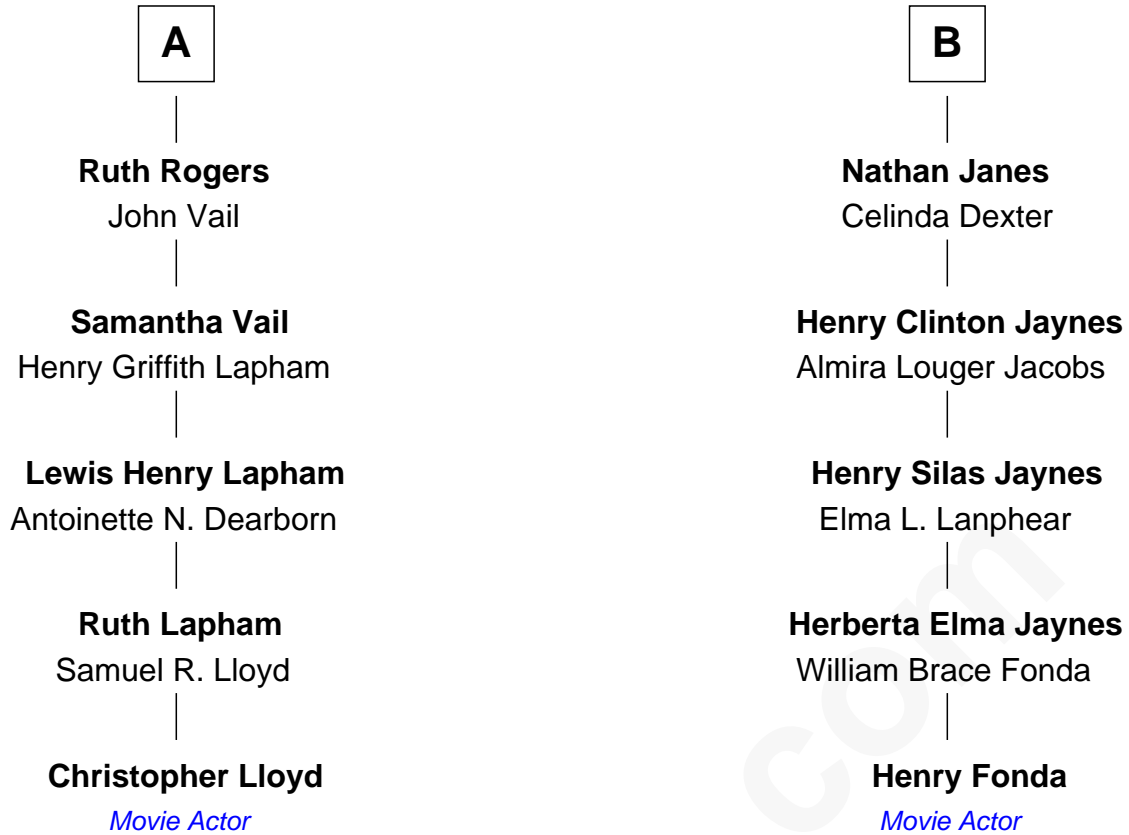 A
Ruth Rogers
John Vail
Samantha Vail
Henry Griffith Lapham
Lewis Henry Lapham
Antoinette N. Dearborn
Ruth Lapham
Samuel R. Lloyd
Christopher Lloyd
Movie Actor
B
Nathan Janes
Celinda Dexter
Henry Clinton Jaynes
Almira Louger Jacobs
Henry Silas Jaynes
Elma L. Lanphear
Herberta Elma Jaynes
William Brace Fonda
Henry Fonda
Movie Actor
com